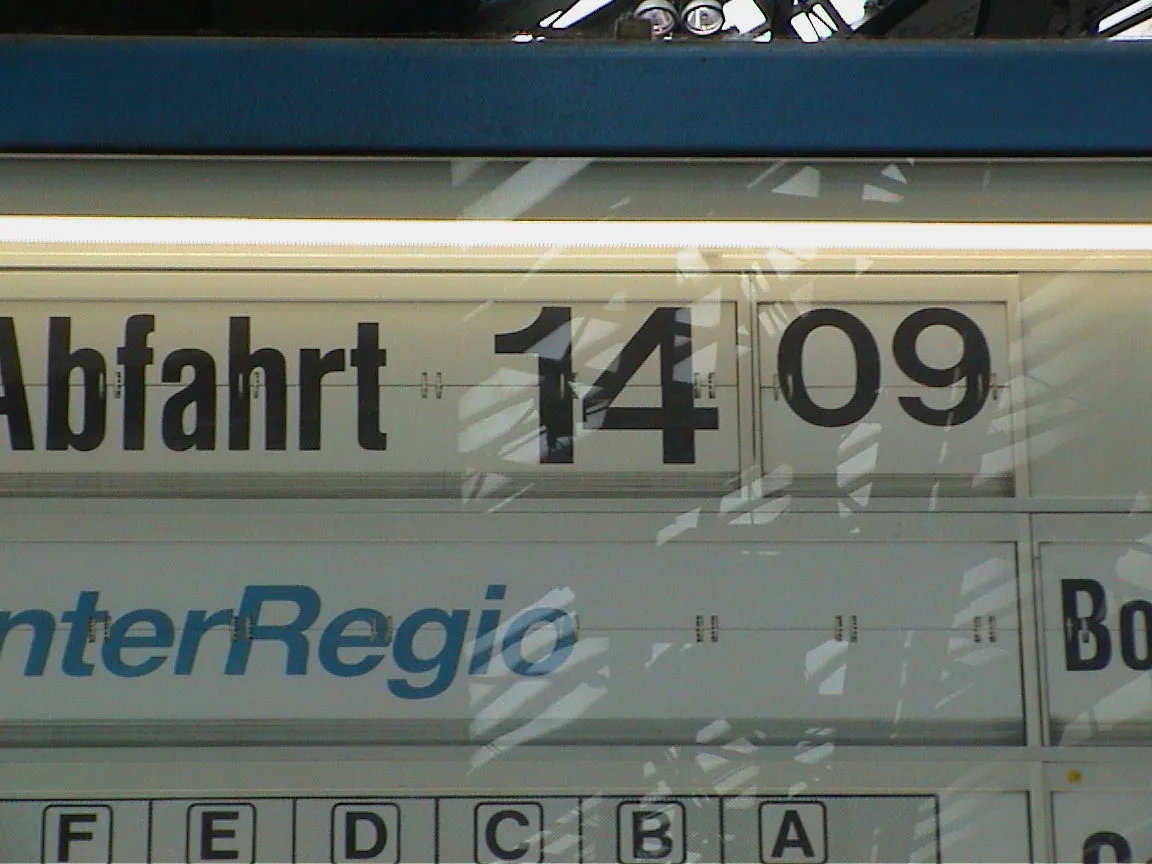 Abfahrt 14 09
nterRegio Bo
F E D C B A